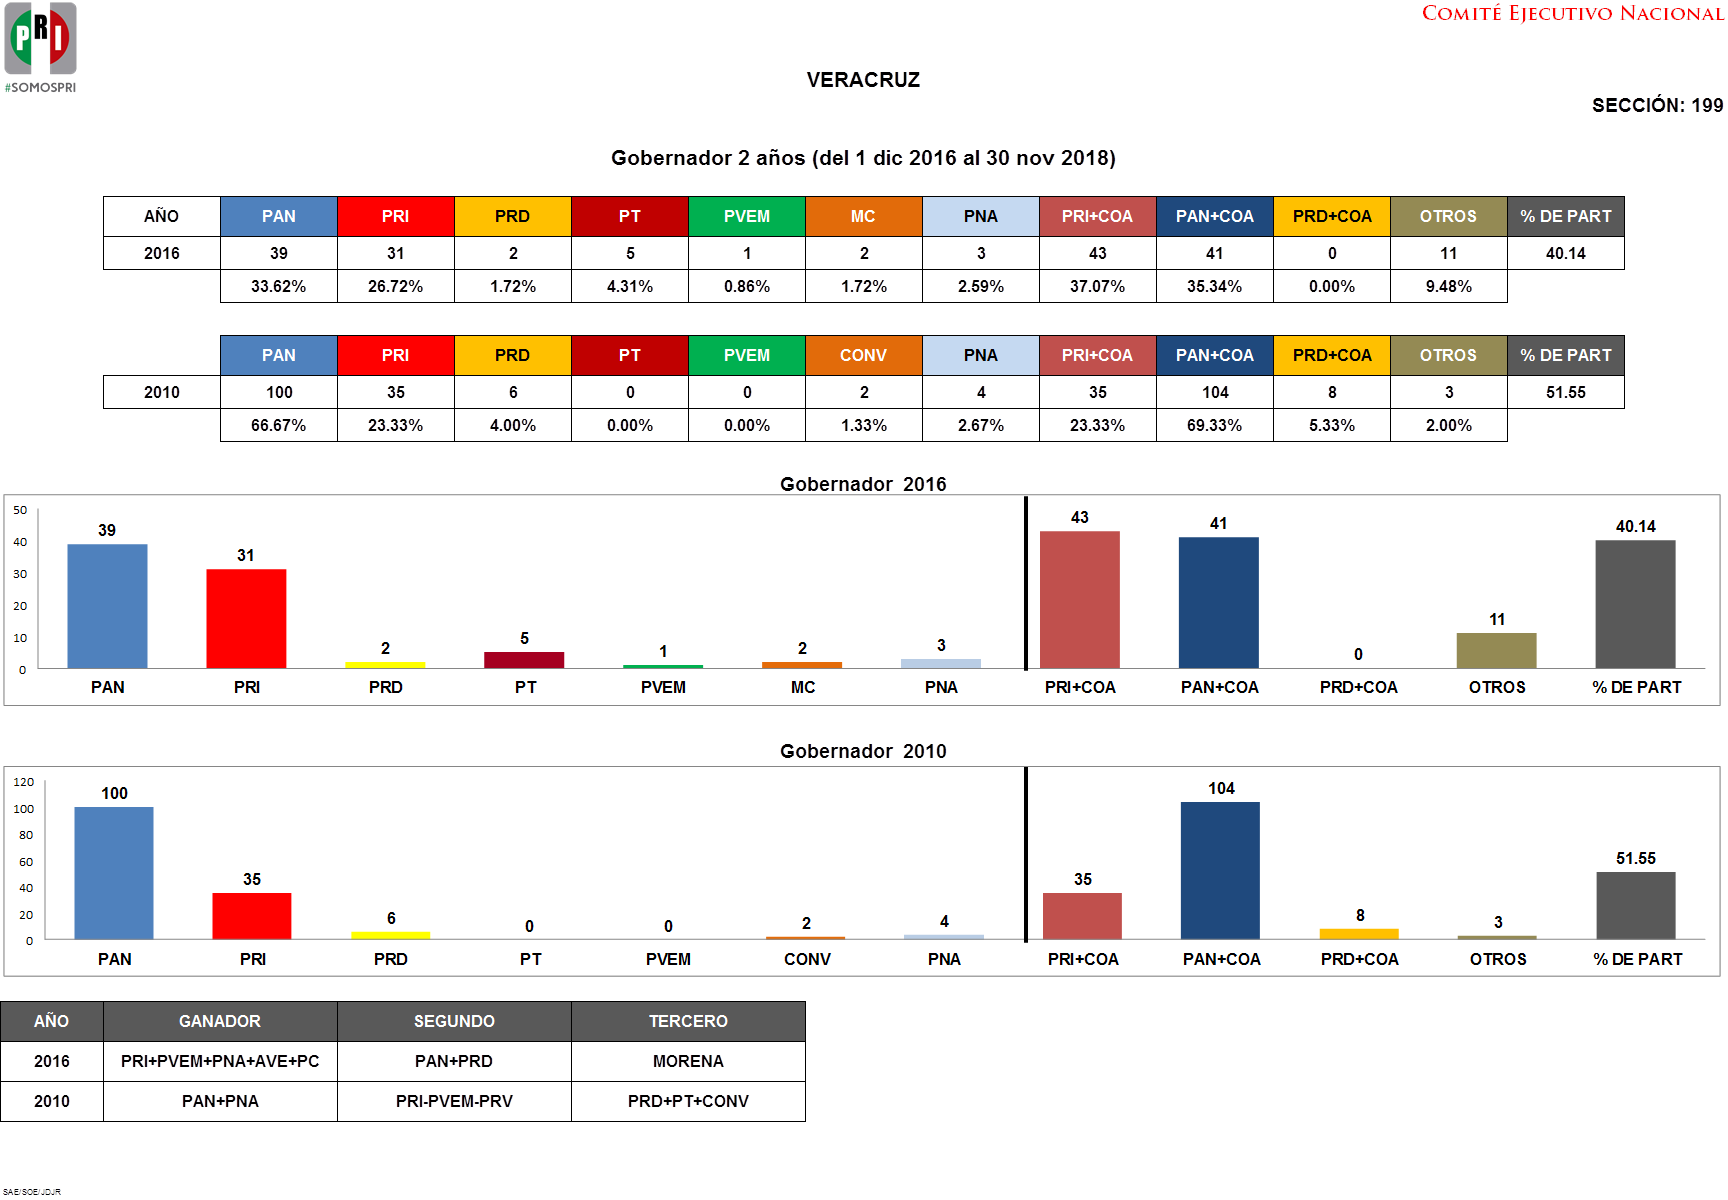 PRI
#SOMOSPRI
COMITÉ EJECUTIVO NACIONAL
VERACRUZ
SECCIÓN: 199
Gobernador 2 años (del 1 dic 2016 al 30 nov 2018)
AÑO PAN PRI PRD PT PVEM MC PNA PRI+COA PAN+COA PRD+COA OTROS % DE PART
2016 39 31 2 5 1 2 3 43 41 0 11 40.14
33.62% 26.72% 1.72% 4.31% 0.86% 1.72% 2.59% 37.07% 35.34% 0.00% 9.48%
PAN PRI PRD PT PVEM CONV PNA PRI+COA PAN+COA PRD+COA OTROS % DE PART
2010 100 35 6 0 0 2 4 35 104 8 3 51.55
66.67% 23.33% 4.00% 0.00% 0.00% 1.33% 2.67% 23.33% 69.33% 5.33% 2.00%
Gobernador 2016
50
40
30
20
10
0
39 31 2 5 1 2 3 43 41 0 11 40.14
PAN PRI PRD PT PVEM MC PNA PRI+COA PAN+COA PRD+COA OTROS % DE PART
Gobernador 2010
120
100
80
60
40
20
0
100 35 6 0 0 2 4 35 104 8 3 51.55
PAN PRI PRD PT PVEM CONV PNA PRI+COA PAN+COA PRD+COA OTROS % DE PART
AÑO GANADOR SEGUNDO TERCERO
2016 PRI+PVEM+PNA+AVE+PC PAN+PRD MORENA
2010 PAN+PNA PRI-PVEM-PRV PRD+PT+CONV
SAE/SOE/JDJR